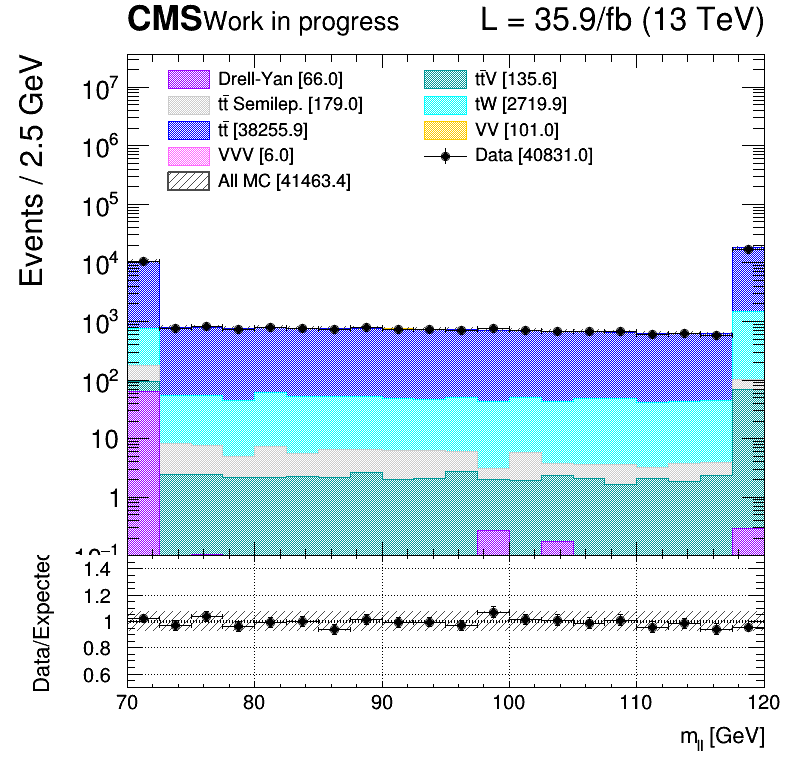 CMS Work in progress L = 35.9/fb (13 TeV)
Events / 2.5 GeV
Drell-Yan [66.0] tt̄V [135.6]
tt̄ Semilep. [179.0] tW [2719.9]
tt̄ [38255.9] VV [101.0]
VVV [6.0] Data [40831.0]
All MC [41463.4]
10⁷
10⁶
10⁵
10⁴
10³
10²
10
1
10⁻¹
Data/Expected
1.4
1.2
1
0.8
0.6
70 80 90 100 110 120
m_ll [GeV]